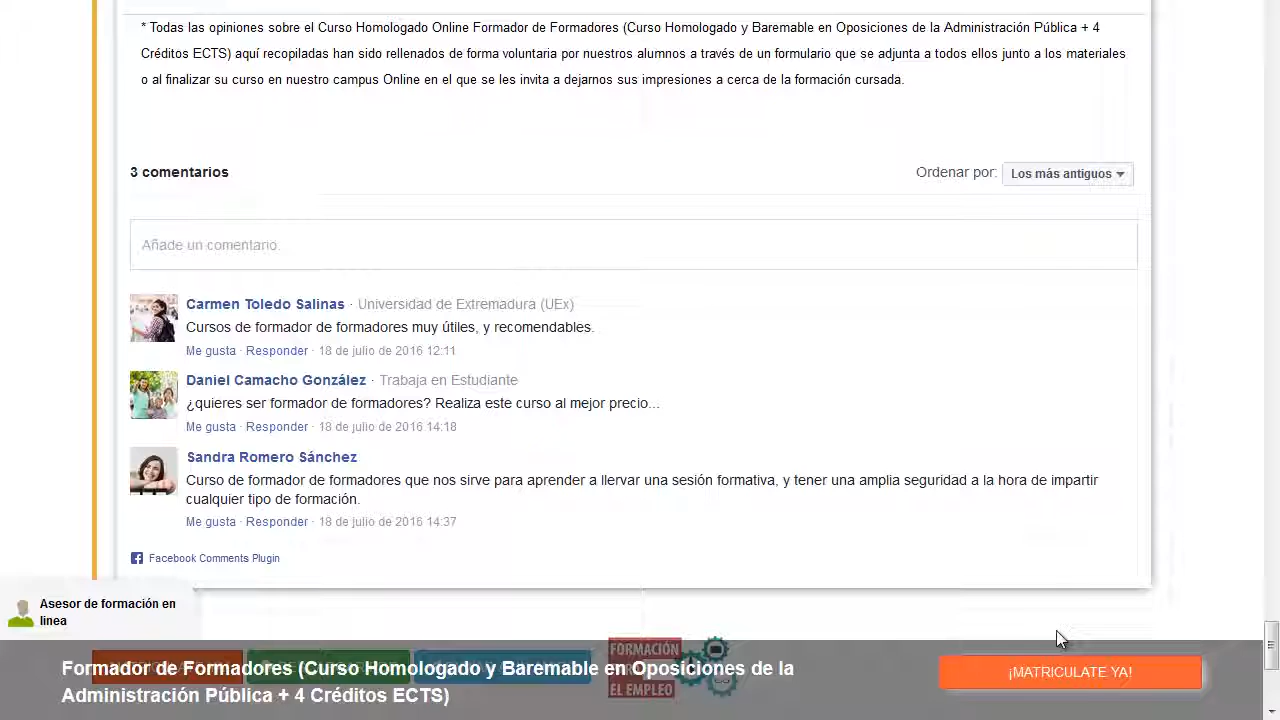 * Todas las opiniones sobre el Curso Homologado Online Formador de Formadores (Curso Homologado y Baremable en Oposiciones de la Administración Pública + 4
Créditos ECTS) aquí recopiladas han sido rellenados de forma voluntaria por nuestros alumnos a través de un formulario que se adjunta a todos ellos junto a los materiales
o al finalizar su curso en nuestro campus Online en el que se les invita a dejarnos sus impresiones a cerca de la formación cursada.
3 comentarios
Ordenar por: Los más antiguos
Añade un comentario.
Carmen Toledo Salinas · Universidad de Extremadura (UEx)
Cursos de formador de formadores muy útiles, y recomendables.
Me gusta · Responder · 18 de julio de 2016 12:11
Daniel Camacho González · Trabaja en Estudiante
¿quieres ser formador de formadores? Realiza este curso al mejor precio...
Me gusta · Responder · 18 de julio de 2016 14:18
Sandra Romero Sánchez
Curso de formador de formadores que nos sirve para aprender a llervar una sesión formativa, y tener una amplia seguridad a la hora de impartir
cualquier tipo de formación.
Me gusta · Responder · 18 de julio de 2016 14:37
Facebook Comments Plugin
Asesor de formación en
linea
FORMACIÓN
EL EMPLEO
Formador de Formadores (Curso Homologado y Baremable en Oposiciones de la
Administración Pública + 4 Créditos ECTS)
¡MATRICULATE YA!